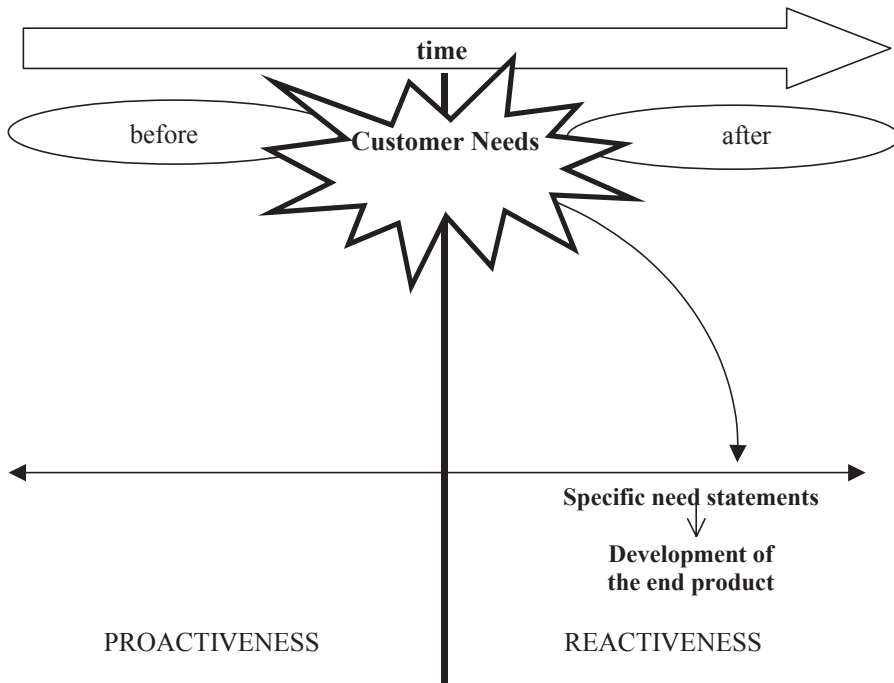 time
before
Customer Needs
after
Specific need statements
Development of
the end product
PROACTIVENESS
REACTIVENESS